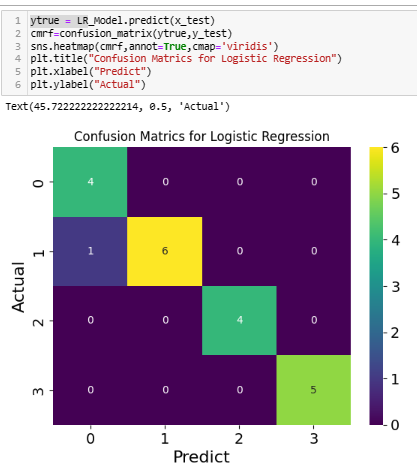 1 ytrue = LR_Model.predict(x_test)
2 cmrf=confusion_matrix(ytrue,y_test)
3 sns.heatmap(cmrf,annot=True,cmap='viridis')
4 plt.title("Confusion Matrics for Logistic Regression")
5 plt.xlabel("Predict")
6 plt.ylabel("Actual")
Text(45.722222222222214, 0.5, 'Actual')
Confusion Matrics for Logistic Regression
0 4 0 0 0
1 1 6 0 0
2 0 0 4 0
3 0 0 0 5
0 1 2 3
Predict
Actual
6
5
4
3
2
1
0